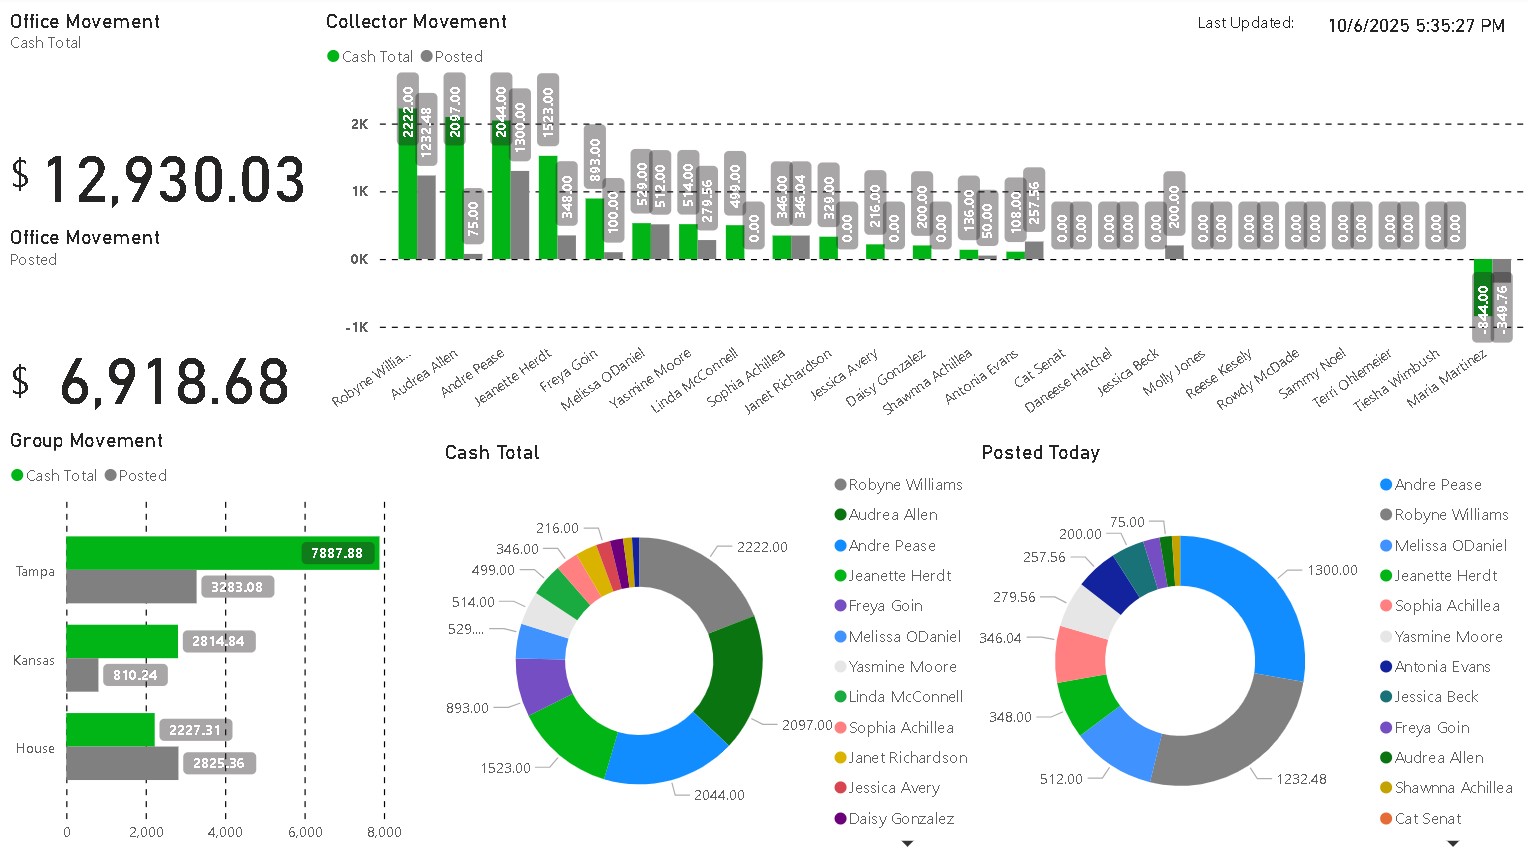 Office Movement
Cash Total
$ 12,930.03
Office Movement
Posted
$ 6,918.68
Collector Movement
Cash Total Posted
Last Updated: 10/6/2025 5:35:27 PM
2K
1K
0K
-1K
2222.00 1232.48 2097.00 75.00 2044.00 1300.00 1523.00 348.00 893.00 100.00 529.00 512.00 514.00 279.56 499.00 0.00 346.00 346.04 329.00 0.00 216.00 0.00 200.00 0.00 136.00 50.00 108.00 257.56 0.00 0.00 0.00 0.00 0.00 200.00 0.00 0.00 0.00 0.00 0.00 0.00 0.00 0.00 0.00 0.00 0.00 0.00 -844.00 -349.76
Robyne Willia...
Audrea Allen
Andre Pease
Jeanette Herdt
Freya Goin
Melissa ODaniel
Yasmine Moore
Linda McConnell
Sophia Achillea
Janet Richardson
Jessica Avery
Daisy Gonzalez
Shawnna Achillea
Antonia Evans
Cat Senat
Daneese Hatchel
Jessica Beck
Molly Jones
Reese Kesely
Rowdy McDade
Sammy Noel
Terri Ohlemeier
Tiesha Wimbush
Maria Martinez
Group Movement
Cash Total Posted
Tampa
7887.88
3283.08
Kansas
2814.84
810.24
House
2227.31
2825.36
0 2,000 4,000 6,000 8,000
Cash Total
2222.00
2097.00
2044.00
1523.00
893.00
529....
514.00
499.00
346.00
216.00
Robyne Williams
Audrea Allen
Andre Pease
Jeanette Herdt
Freya Goin
Melissa ODaniel
Yasmine Moore
Linda McConnell
Sophia Achillea
Janet Richardson
Jessica Avery
Daisy Gonzalez
Posted Today
1300.00
1232.48
512.00
348.00
346.04
279.56
257.56
200.00
75.00
Andre Pease
Robyne Williams
Melissa ODaniel
Jeanette Herdt
Sophia Achillea
Yasmine Moore
Antonia Evans
Jessica Beck
Freya Goin
Audrea Allen
Shawnna Achillea
Cat Senat